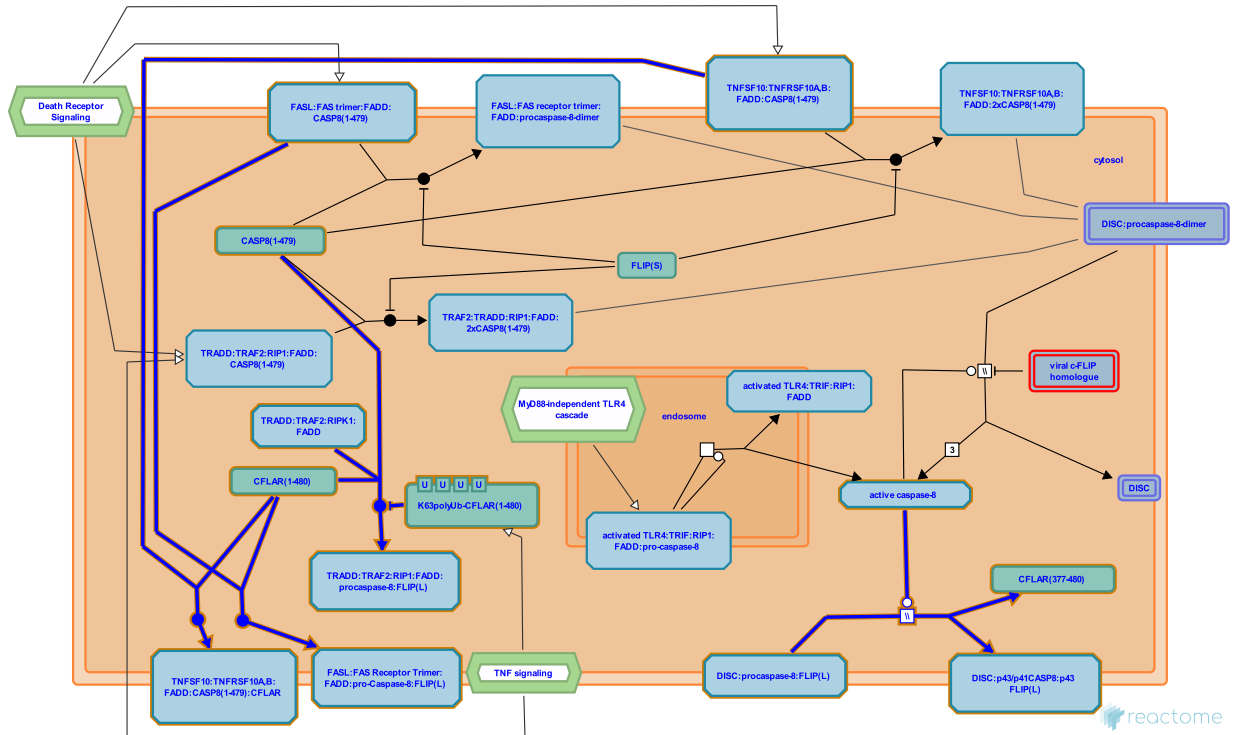 Death Receptor
Signaling
FASL:FAS trimer:FADD:
CASP8(1-479)
FASL:FAS receptor trimer:
FADD:procaspase-8-dimer
TNFSF10:TNFRSF10A,B:
FADD:CASP8(1-479)
TNFSF10:TNFRSF10A,B:
FADD:2xCASP8(1-479)
cytosol
DISC:procaspase-8-dimer
CASP8(1-479)
FLIP(S)
TRAF2:TRADD:RIP1:FADD:
2xCASP8(1-479)
TRADD:TRAF2:RIP1:FADD:
CASP8(1-479)
viral c-FLIP
homologue
\\
MyD88-independent TLR4
cascade
activated TLR4:TRIF:RIP1:
FADD
endosome
TRADD:TRAF2:RIPK1:
FADD
3
CFLAR(1-480)
U U U U
K63polyUb-CFLAR(1-480)
active caspase-8
DISC
activated TLR4:TRIF:RIP1:
FADD:pro-caspase-8
TRADD:TRAF2:RIP1:FADD:
procaspase-8:FLIP(L)
CFLAR(377-480)
\\
TNFSF10:TNFRSF10A,B:
FADD:CASP8(1-479):CFLAR
FASL:FAS Receptor Trimer:
FADD:pro-Caspase-8:FLIP(L)
TNF signaling
DISC:procaspase-8:FLIP(L)
DISC:p43/p41CASP8:p43
FLIP(L)
reactome